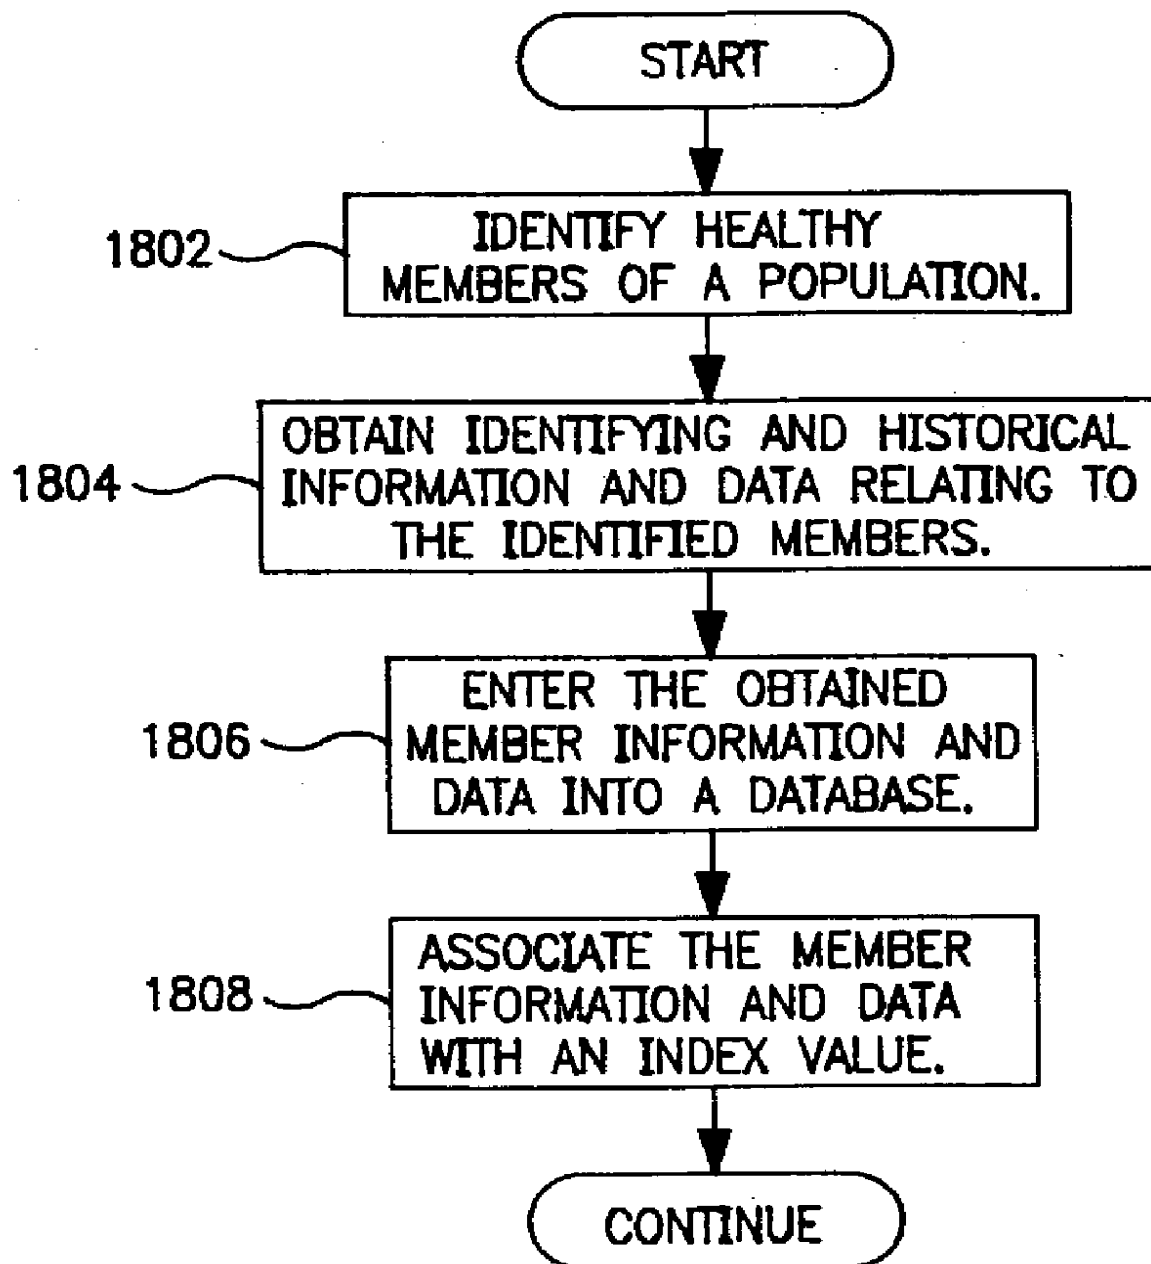 START
1802
IDENTIFY HEALTHY
MEMBERS OF A POPULATION.
1804
OBTAIN IDENTIFYING AND HISTORICAL
INFORMATION AND DATA RELATING TO
THE IDENTIFIED MEMBERS.
1806
ENTER THE OBTAINED
MEMBER INFORMATION AND
DATA INTO A DATABASE.
1808
ASSOCIATE THE MEMBER
INFORMATION AND DATA
WITH AN INDEX VALUE.
CONTINUE